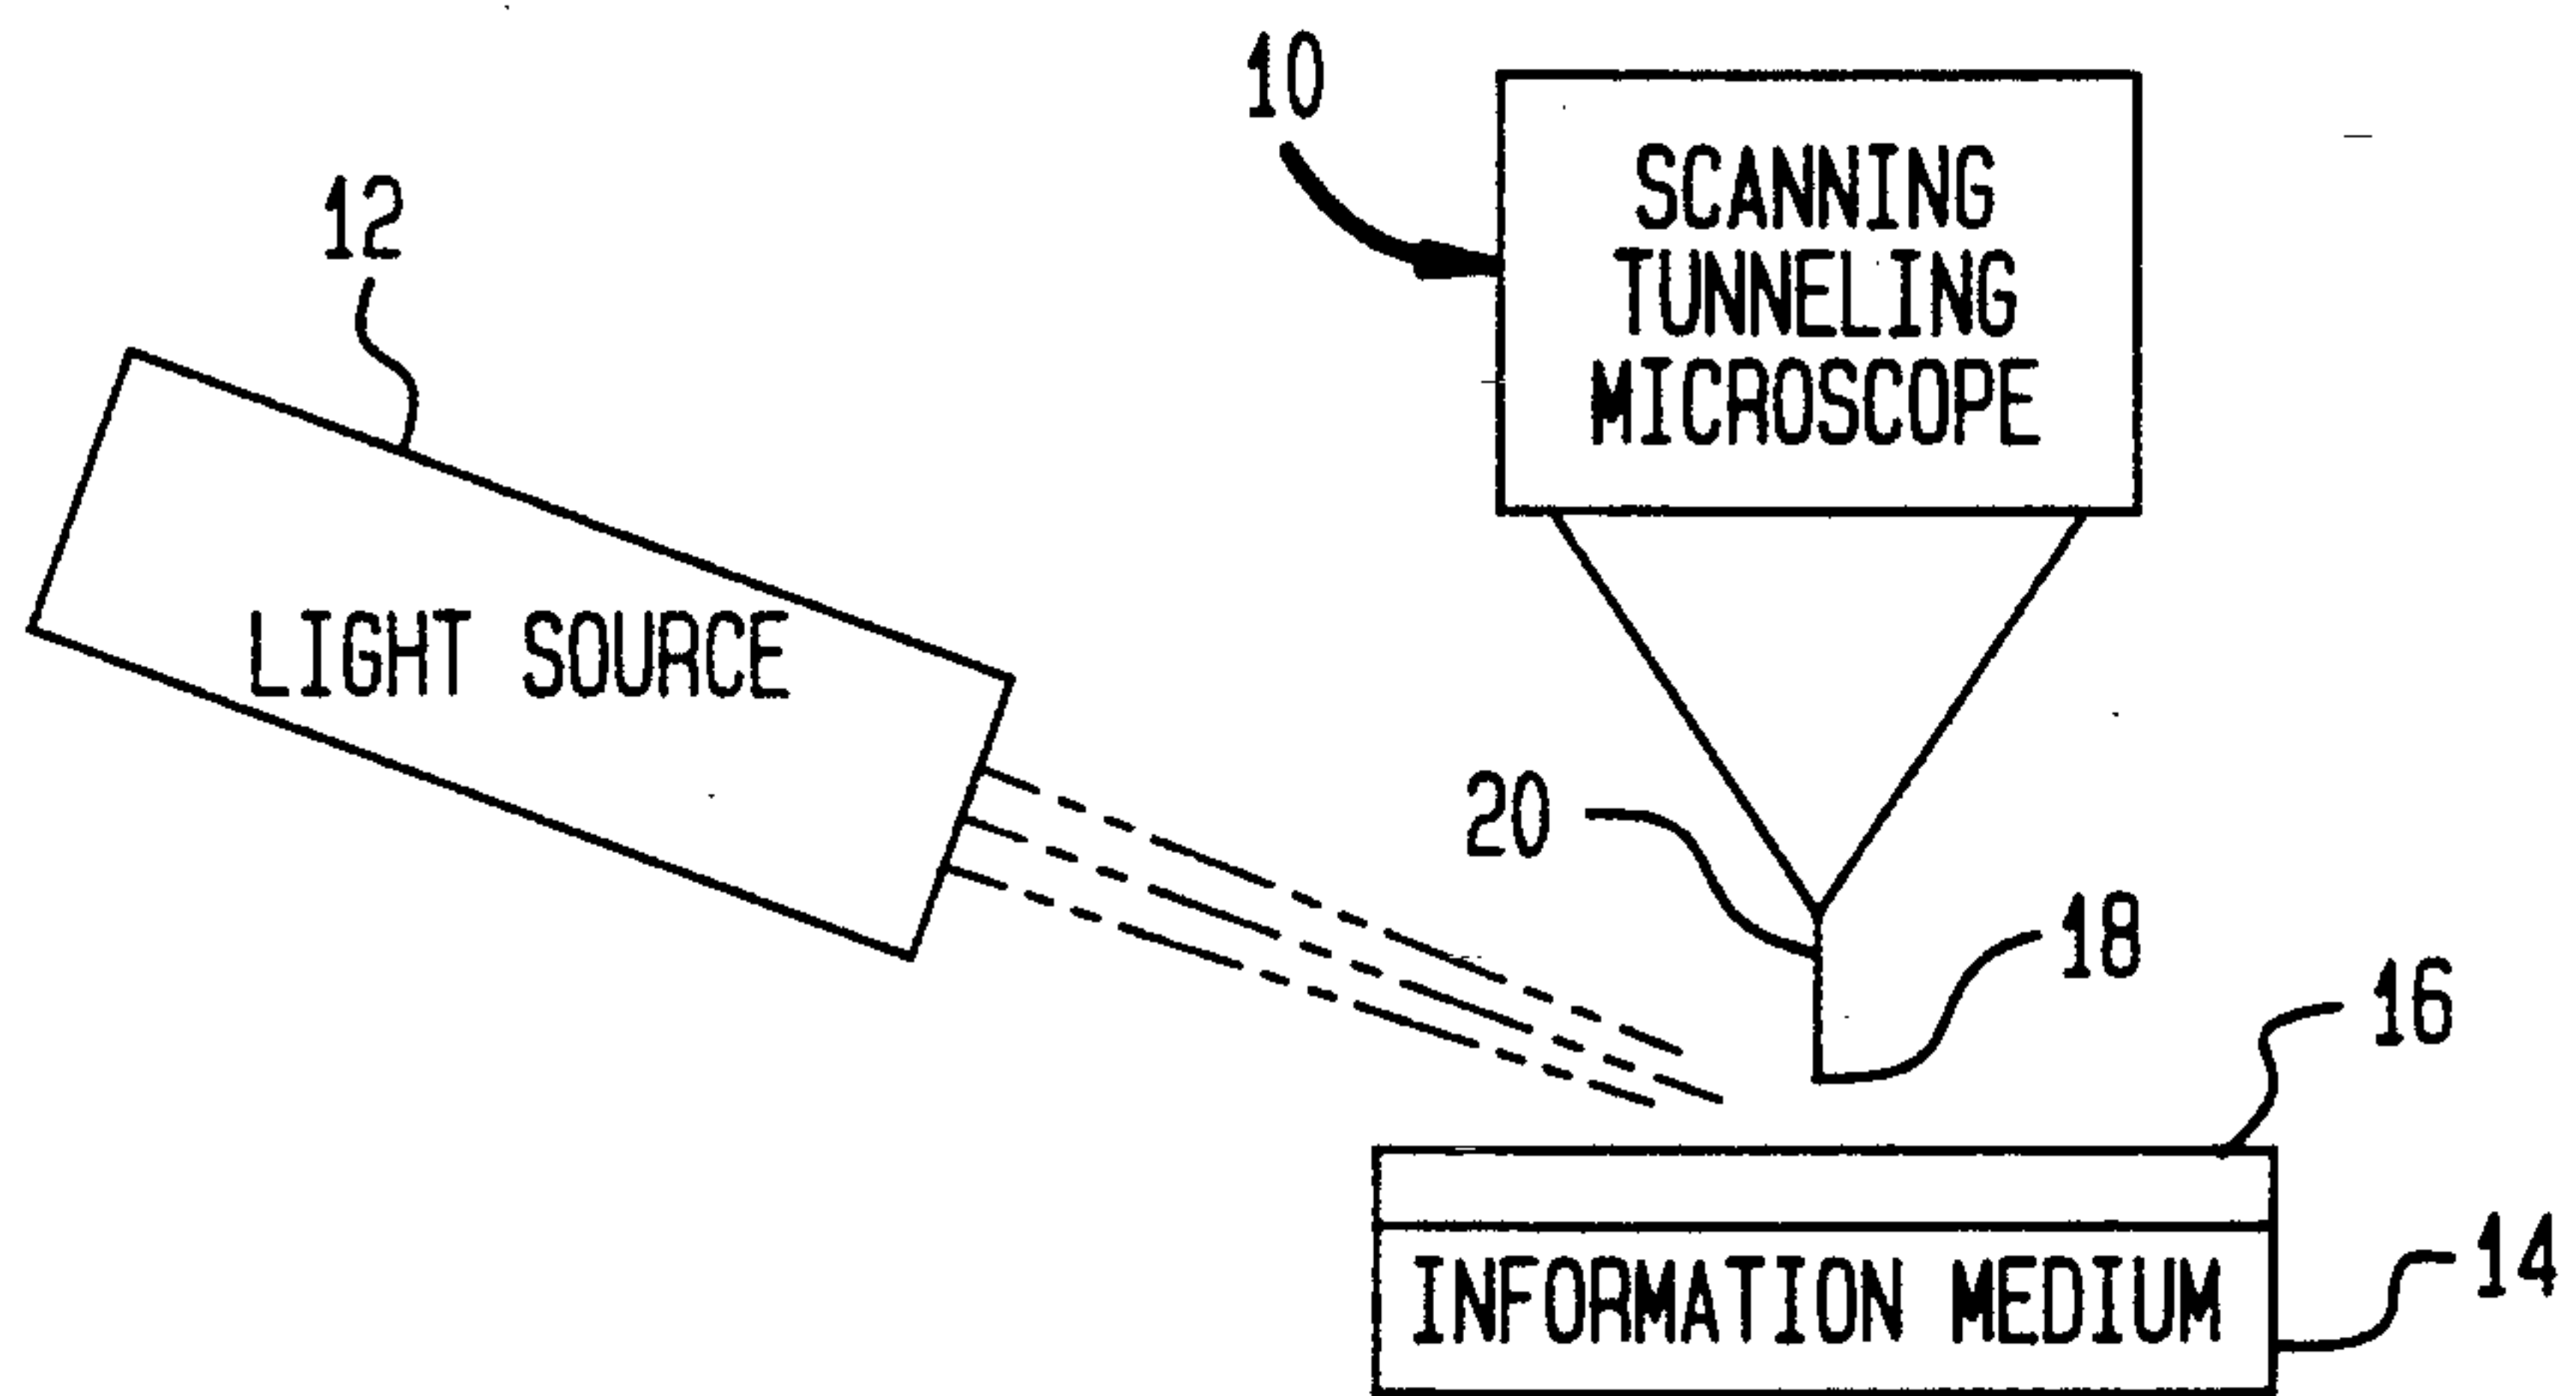 10
SCANNING
TUNNELING
MICROSCOPE
12
LIGHT SOURCE
20
18
16
INFORMATION MEDIUM
14